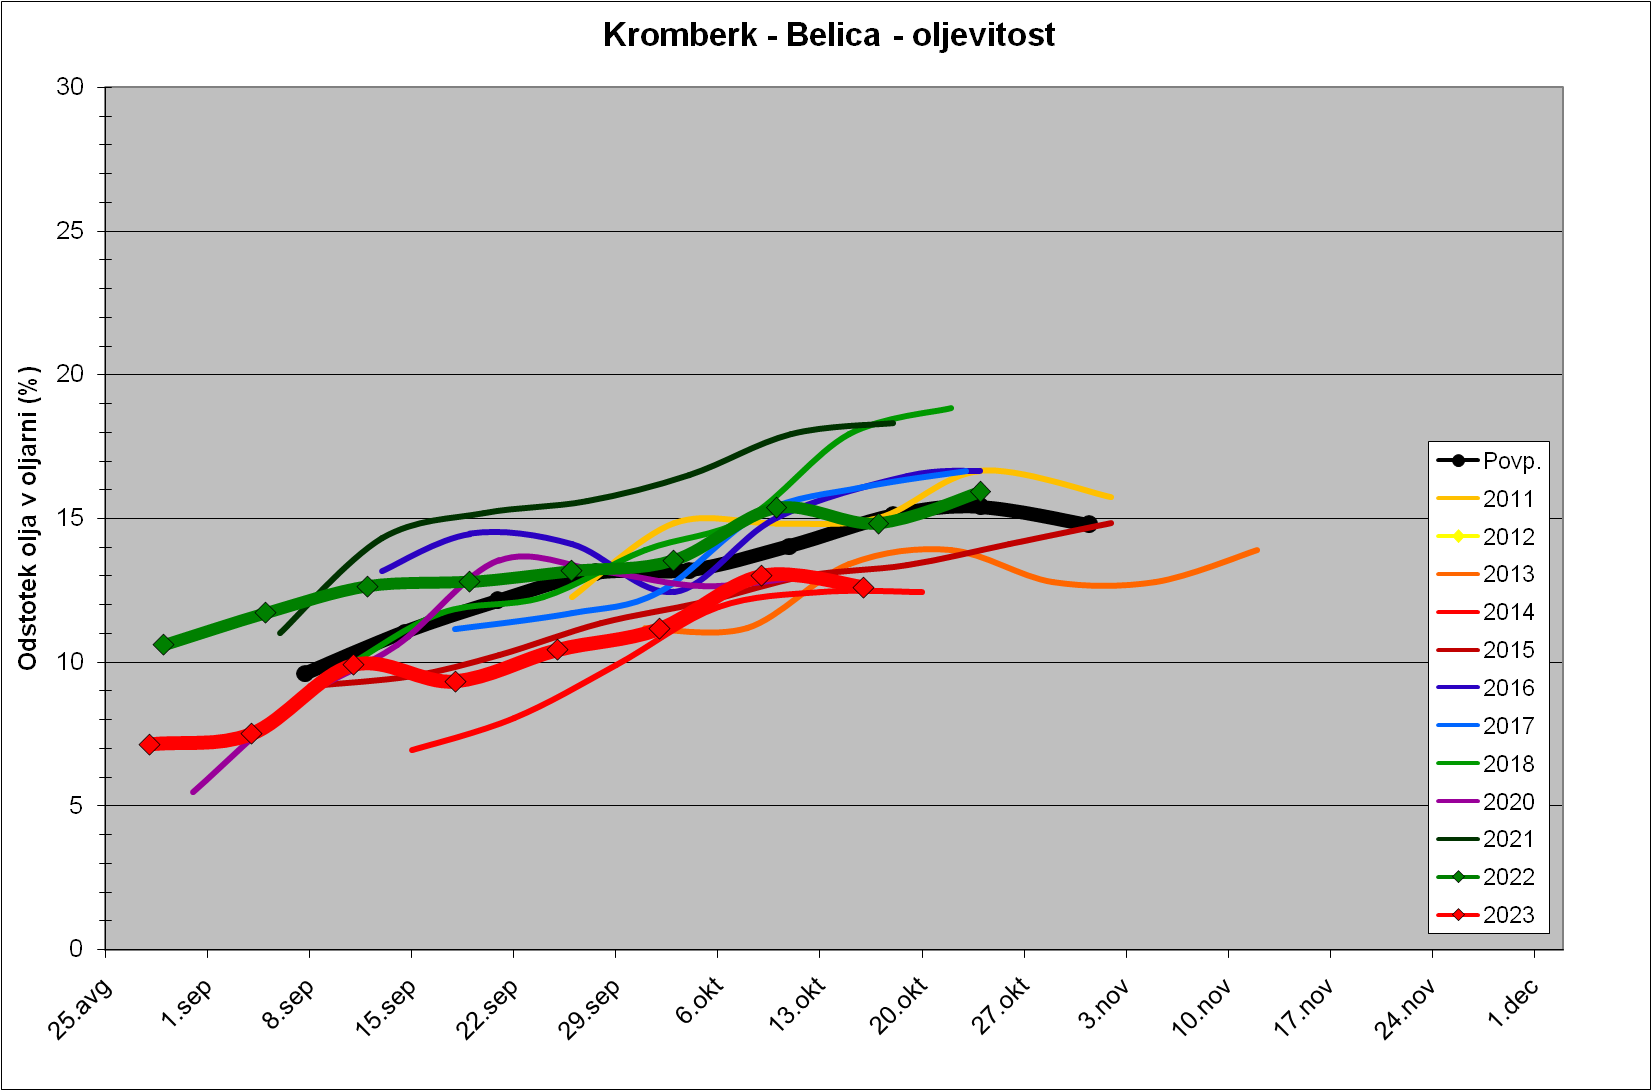 Kromberk - Belica - oljevitost
Odstotek olja v oljarni (%)
30
25
20
15
10
5
0
25.avg
1.sep
8.sep
15.sep
22.sep
29.sep
6.okt
13.okt
20.okt
27.okt
3.nov
10.nov
17.nov
24.nov
1.dec
Povp.
2011
2012
2013
2014
2015
2016
2017
2018
2020
2021
2022
2023